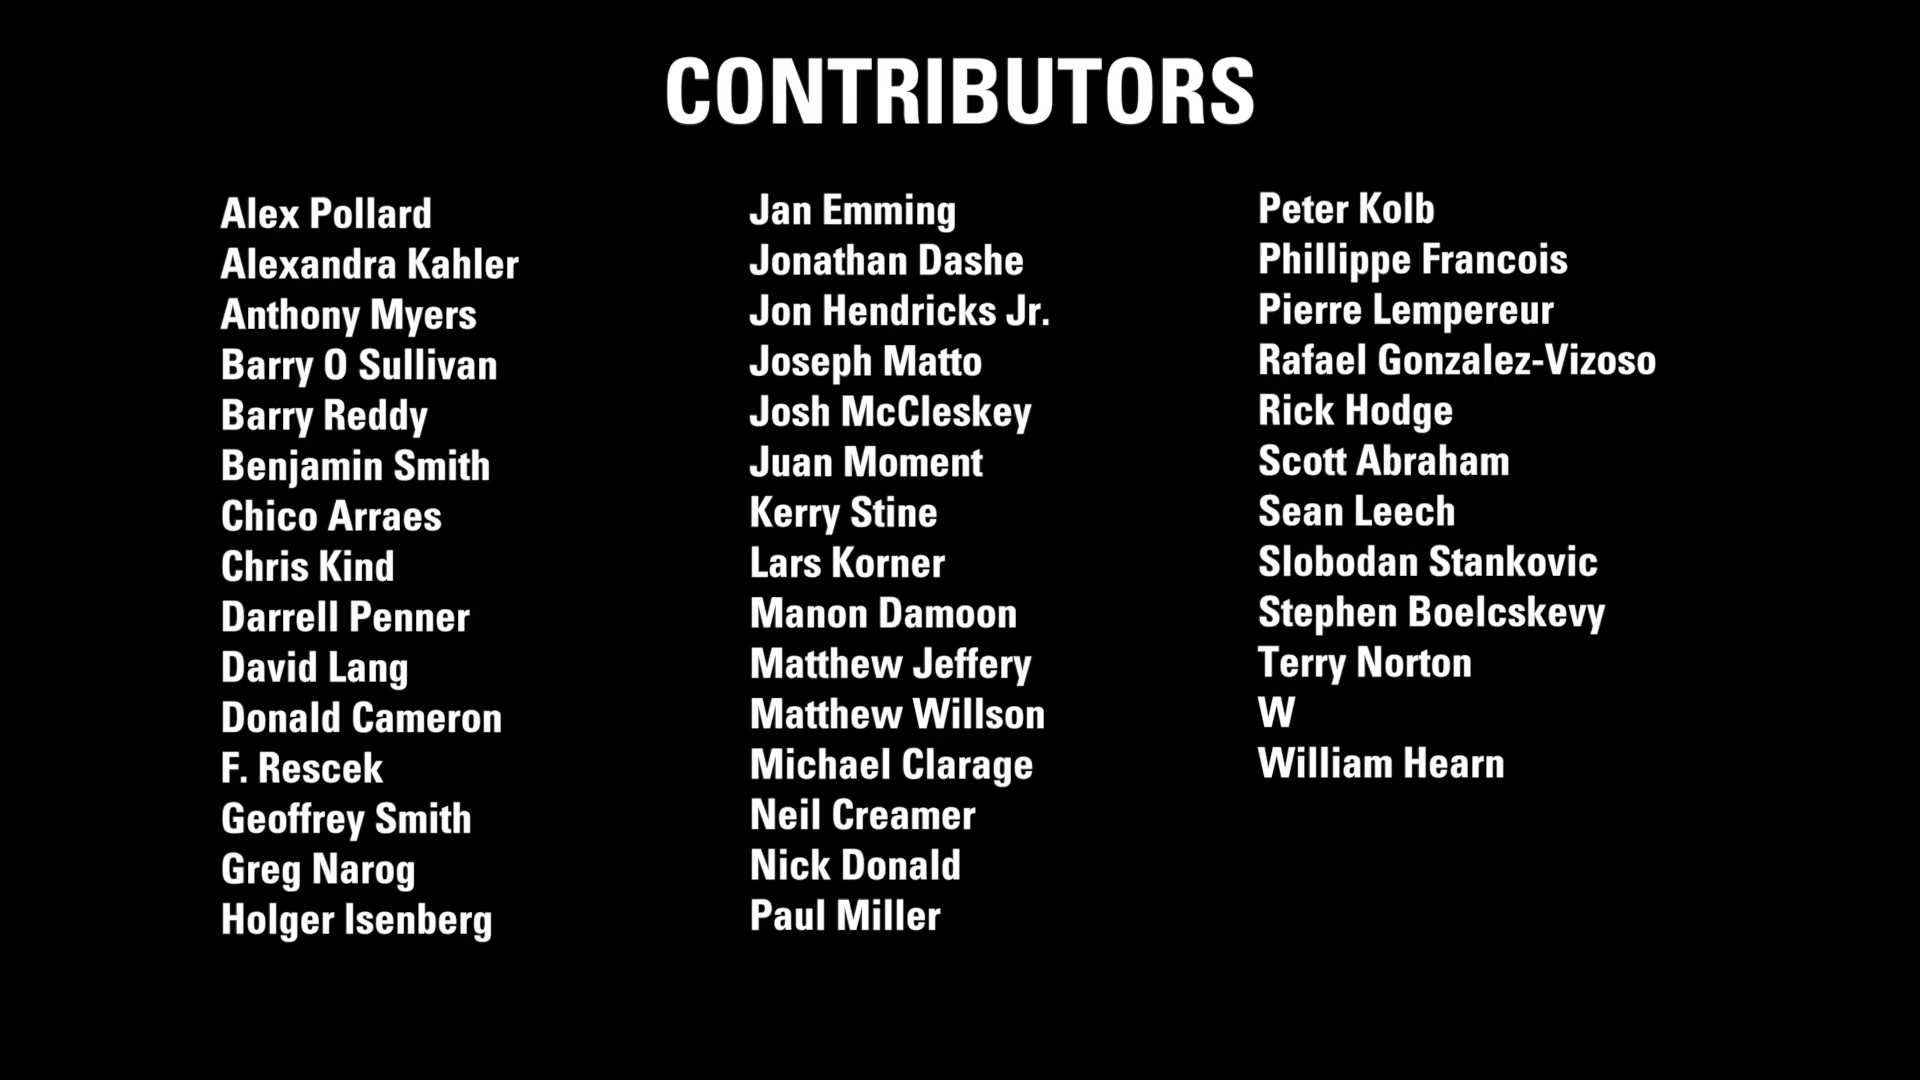 CONTRIBUTORS
Alex Pollard
Alexandra Kahler
Anthony Myers
Barry O Sullivan
Barry Reddy
Benjamin Smith
Chico Arraes
Chris Kind
Darrell Penner
David Lang
Donald Cameron
F. Rescek
Geoffrey Smith
Greg Narog
Holger Isenberg
Jan Emming
Jonathan Dashe
Jon Hendricks Jr.
Joseph Matto
Josh McCleskey
Juan Moment
Kerry Stine
Lars Korner
Manon Damoon
Matthew Jeffery
Matthew Willson
Michael Clarage
Neil Creamer
Nick Donald
Paul Miller
Peter Kolb
Phillippe Francois
Pierre Lempereur
Rafael Gonzalez-Vizoso
Rick Hodge
Scott Abraham
Sean Leech
Slobodan Stankovic
Stephen Boelcskevy
Terry Norton
W
William Hearn